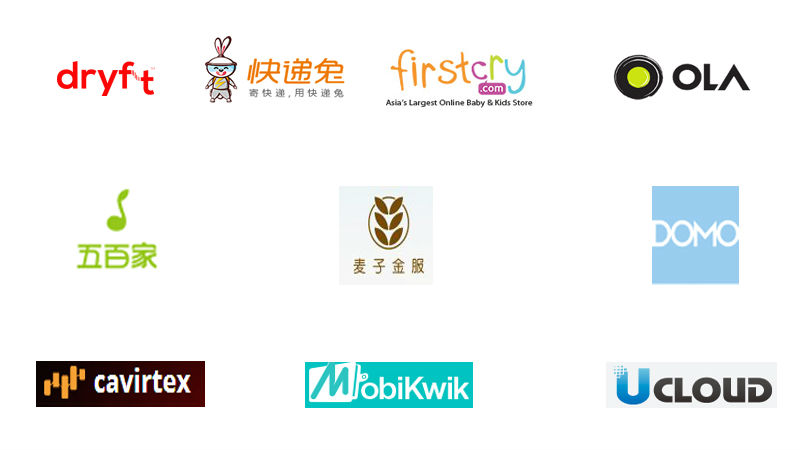 dryft
快递兔
寄快递,用快递兔
firstcry
.com
Asia's Largest Online Baby & Kids Store
OLA
五百家
麦子金服
DOMO
cavirtex
MobiKwik
UCLOUD